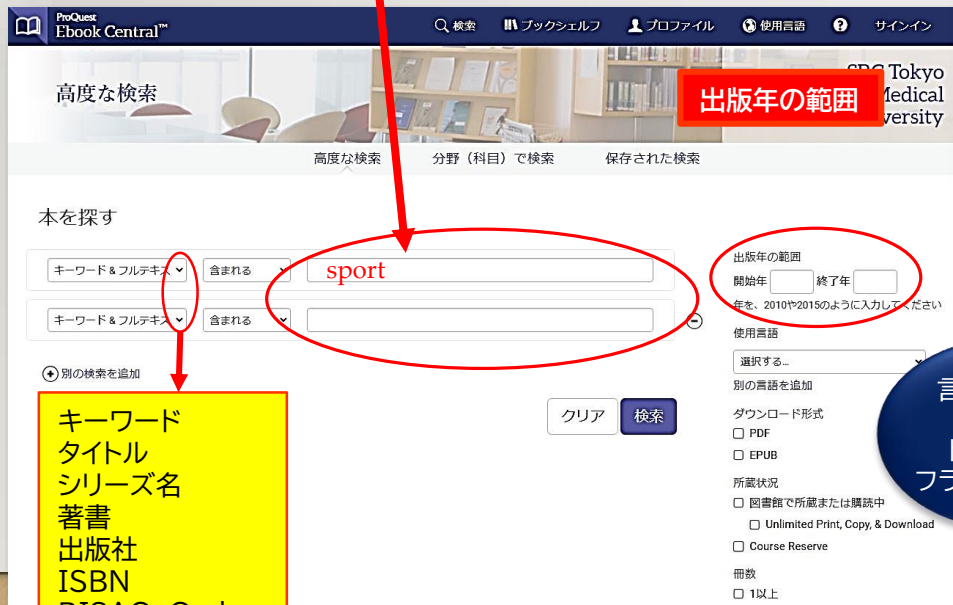 ProQuest
Ebook Central™
検索
ブックシェルフ
プロファイル
使用言語
?
サインイン
高度な検索
Tokyo
Medical
versity
出版年の範囲
高度な検索
分野（科目）で検索
保存された検索
本を探す
キーワード & フルテキス
含まれる
sport
キーワード & フルテキス
含まれる
別の検索を追加
クリア
検索
キーワード
タイトル
シリーズ名
著書
出版社
ISBN
出版年の範囲
開始年
終了年
年を、2010や2015のように入力してください
使用言語
選択する...
別の言語を追加
ダウンロード形式
PDF
EPUB
所蔵状況
図書館で所蔵または購読中
Unlimited Print, Copy, & Download
Course Reserve
冊数
1以上
言
フラ